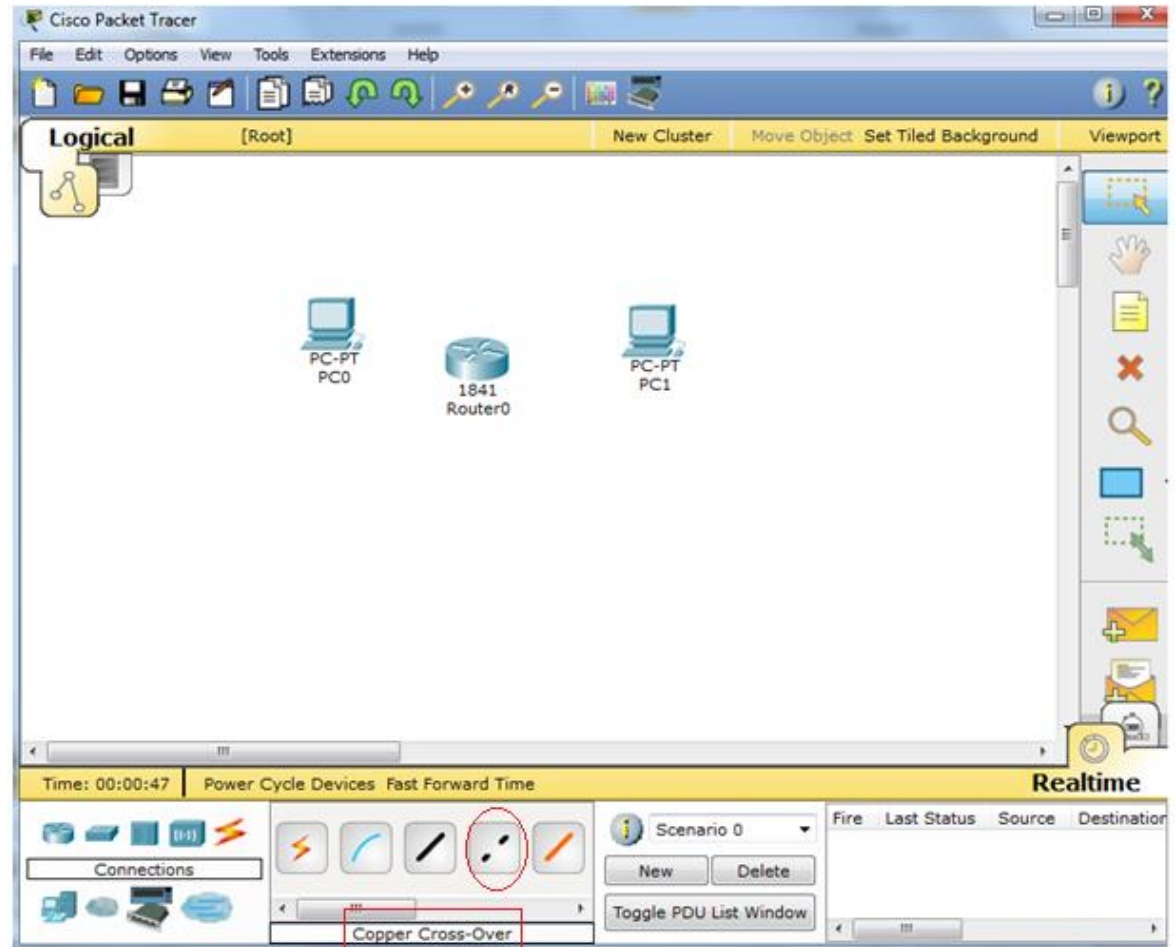 Cisco Packet Tracer
File Edit Options View Tools Extensions Help
Logical [Root] New Cluster Move Object Set Tiled Background Viewport
PC-PT
PC0
1841
Router0
PC-PT
PC1
Time: 00:00:47 Power Cycle Devices Fast Forward Time Realtime
Connections
Copper Cross-Over
Scenario 0
New Delete
Toggle PDU List Window
Fire Last Status Source Destination